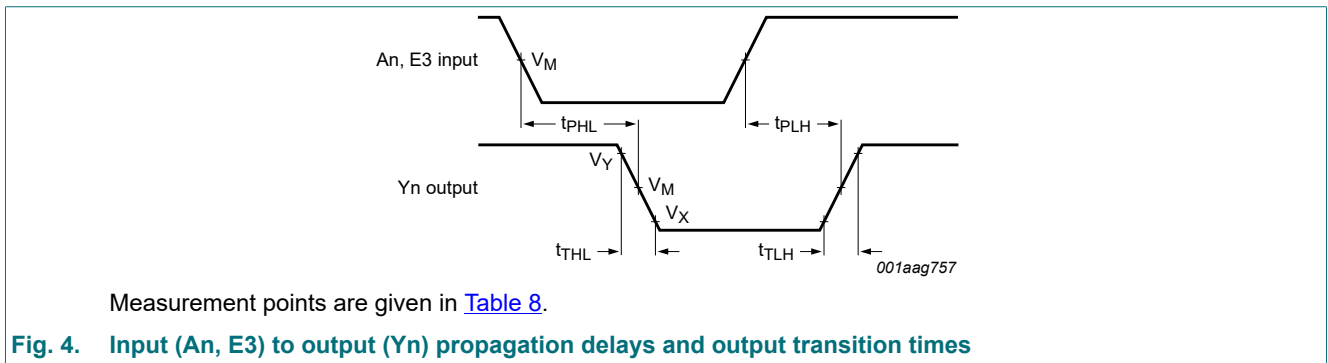 An, E3 input
VM
tPHL
tPLH
VY
Yn output
VM
VX
tTHL
tTLH
001aag757
Measurement points are given in Table 8.
Fig. 4. Input (An, E3) to output (Yn) propagation delays and output transition times